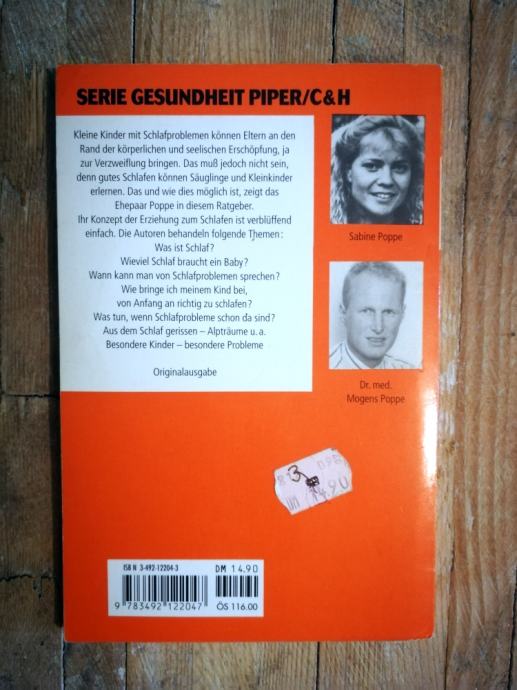 SERIE GESUNDHEIT PIPER/C&H
Kleine Kinder mit Schlafproblemen können Eltern an den
Rand der körperlichen und seelischen Erschöpfung, ja
zur Verzweiflung bringen. Das muß jedoch nicht sein,
denn gutes Schlafen können Säuglinge und Kleinkinder
erlernen. Das und wie dies möglich ist, zeigt das
Ehepaar Poppe in diesem Ratgeber.
Ihr Konzept der Erziehung zum Schlafen ist verblüffend
einfach. Die Autoren behandeln folgende Themen:
Was ist Schlaf?
Wieviel Schlaf braucht ein Baby?
Wann kann man von Schlafproblemen sprechen?
Wie bringe ich meinem Kind bei,
von Anfang an richtig zu schlafen?
Was tun, wenn Schlafprobleme schon da sind?
Aus dem Schlaf gerissen – Alpträume u. a.
Besondere Kinder – besondere Probleme
Originalausgabe
Sabine Poppe
Dr. med.
Mogens Poppe
ISBN 3-492-12204-3
DM 14.90
9 783492 122047
ÖS 116.00